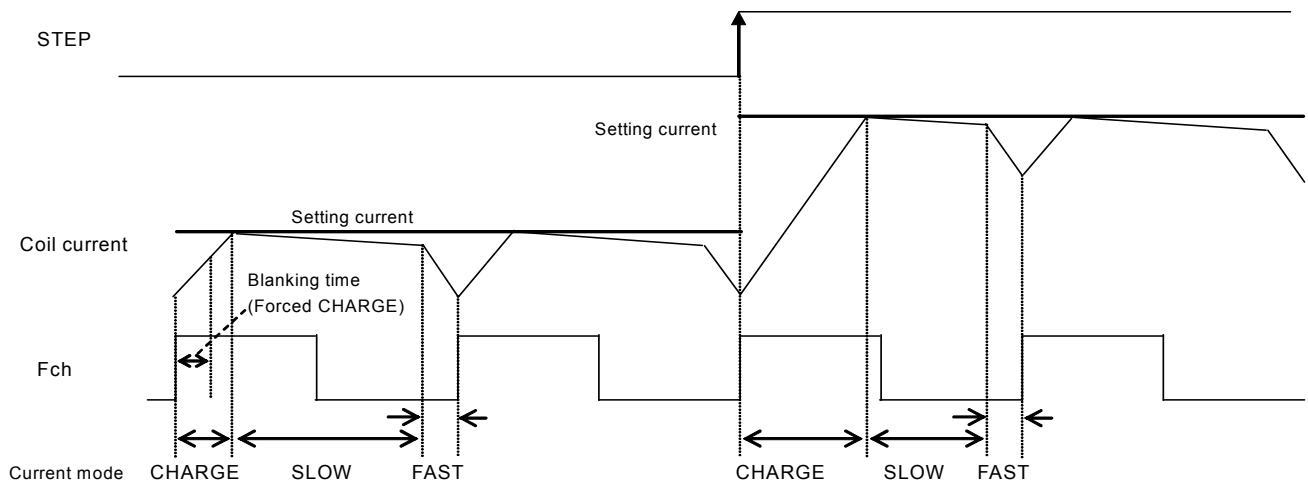 STEP
Setting current
Setting current
Coil current
Blanking time
(Forced CHARGE)
Fch
Current mode CHARGE SLOW FAST CHARGE SLOW FAST